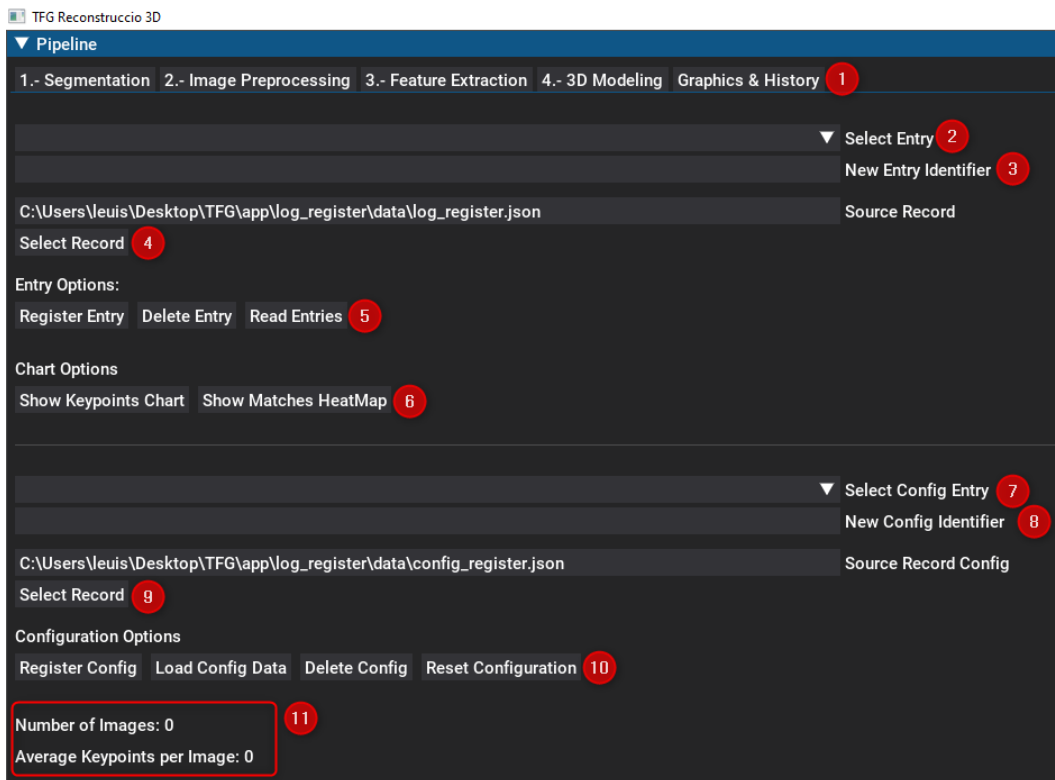 TFG Reconstruccio 3D
Pipeline
1.- Segmentation 2.- Image Preprocessing 3.- Feature Extraction 4.- 3D Modeling Graphics & History 1
Select Entry 2
New Entry Identifier 3
C:\Users\leuis\Desktop\TFG\app\log_register\data\log_register.json Source Record
Select Record 4
Entry Options:
Register Entry Delete Entry Read Entries 5
Chart Options
Show Keypoints Chart Show Matches HeatMap 6
Select Config Entry 7
New Config Identifier 8
C:\Users\leuis\Desktop\TFG\app\log_register\data\config_register.json Source Record Config
Select Record 9
Configuration Options
Register Config Load Config Data Delete Config Reset Configuration 10
Number of Images: 0 11
Average Keypoints per Image: 0